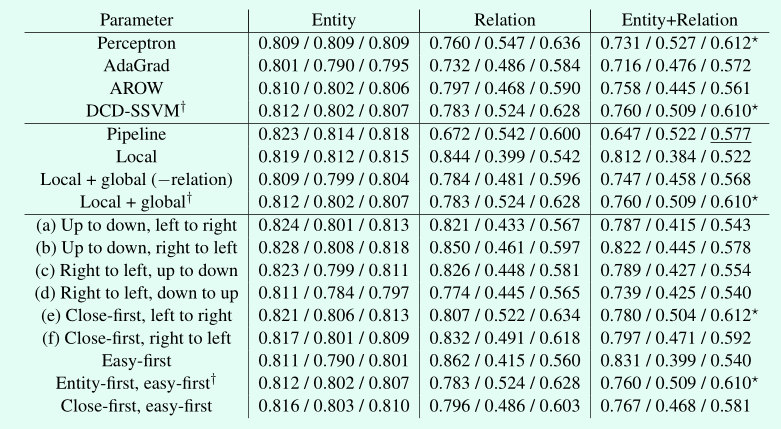 Parameter Entity Relation Entity+Relation
Perceptron 0.809 / 0.809 / 0.809 0.760 / 0.547 / 0.636 0.731 / 0.527 / 0.612*
AdaGrad 0.801 / 0.790 / 0.795 0.732 / 0.486 / 0.584 0.716 / 0.476 / 0.572
AROW 0.810 / 0.802 / 0.806 0.797 / 0.468 / 0.590 0.758 / 0.445 / 0.561
DCD-SSVM† 0.812 / 0.802 / 0.807 0.783 / 0.524 / 0.628 0.760 / 0.509 / 0.610*
Pipeline 0.823 / 0.814 / 0.818 0.672 / 0.542 / 0.600 0.647 / 0.522 / 0.577
Local 0.819 / 0.812 / 0.815 0.844 / 0.399 / 0.542 0.812 / 0.384 / 0.522
Local + global (−relation) 0.809 / 0.799 / 0.804 0.784 / 0.481 / 0.596 0.747 / 0.458 / 0.568
Local + global† 0.812 / 0.802 / 0.807 0.783 / 0.524 / 0.628 0.760 / 0.509 / 0.610*
(a) Up to down, left to right 0.824 / 0.801 / 0.813 0.821 / 0.433 / 0.567 0.787 / 0.415 / 0.543
(b) Up to down, right to left 0.828 / 0.808 / 0.818 0.850 / 0.461 / 0.597 0.822 / 0.445 / 0.578
(c) Right to left, up to down 0.823 / 0.799 / 0.811 0.826 / 0.448 / 0.581 0.789 / 0.427 / 0.554
(d) Right to left, down to up 0.811 / 0.784 / 0.797 0.774 / 0.445 / 0.565 0.739 / 0.425 / 0.540
(e) Close-first, left to right 0.821 / 0.806 / 0.813 0.807 / 0.522 / 0.634 0.780 / 0.504 / 0.612*
(f) Close-first, right to left 0.817 / 0.801 / 0.809 0.832 / 0.491 / 0.618 0.797 / 0.471 / 0.592
Easy-first 0.811 / 0.790 / 0.801 0.862 / 0.415 / 0.560 0.831 / 0.399 / 0.540
Entity-first, easy-first† 0.812 / 0.802 / 0.807 0.783 / 0.524 / 0.628 0.760 / 0.509 / 0.610*
Close-first, easy-first 0.816 / 0.803 / 0.810 0.796 / 0.486 / 0.603 0.767 / 0.468 / 0.581